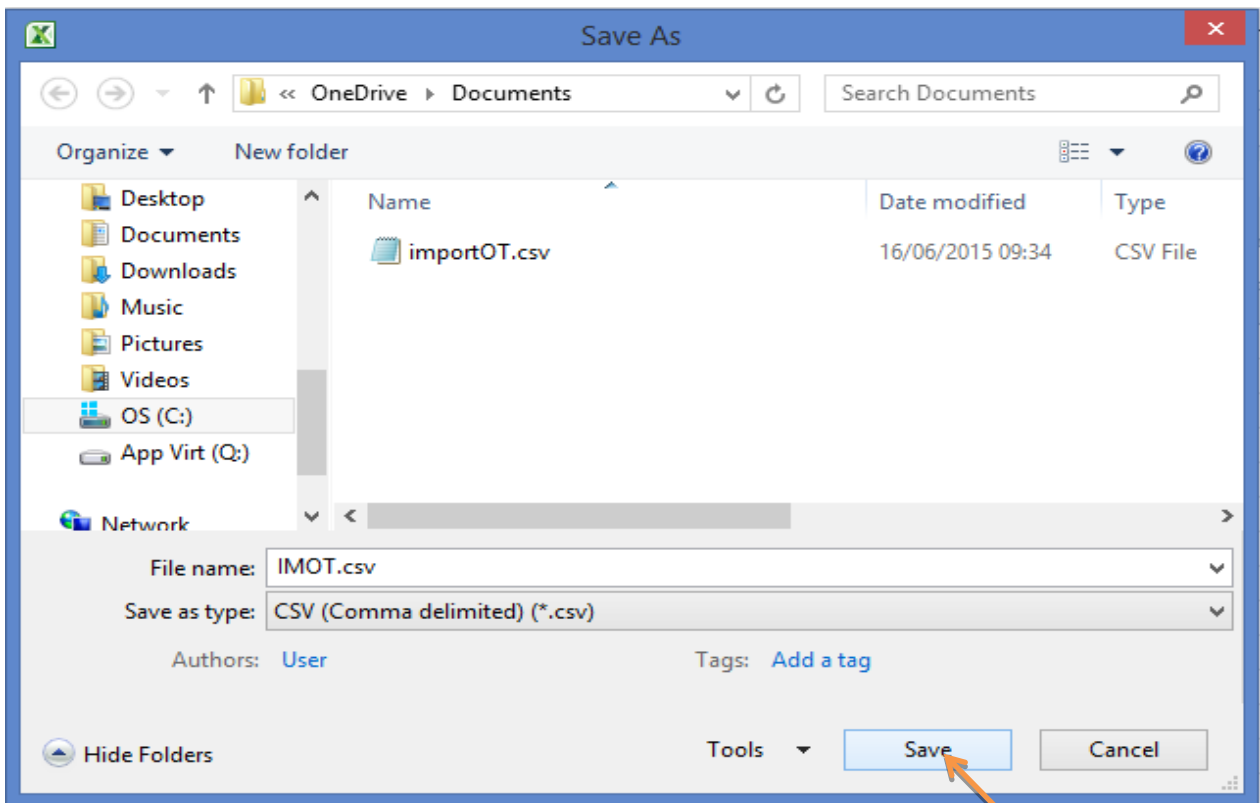 Save As
« OneDrive Documents Search Documents
Organize New folder
Name Date modified Type
importOT.csv 16/06/2015 09:34 CSV File
Desktop
Documents
Downloads
Music
Pictures
Videos
OS (C:)
App Virt (Q:)
Network
File name: IMOT.csv
Save as type: CSV (Comma delimited) (*.csv)
Authors: User Tags: Add a tag
Hide Folders Tools Save Cancel